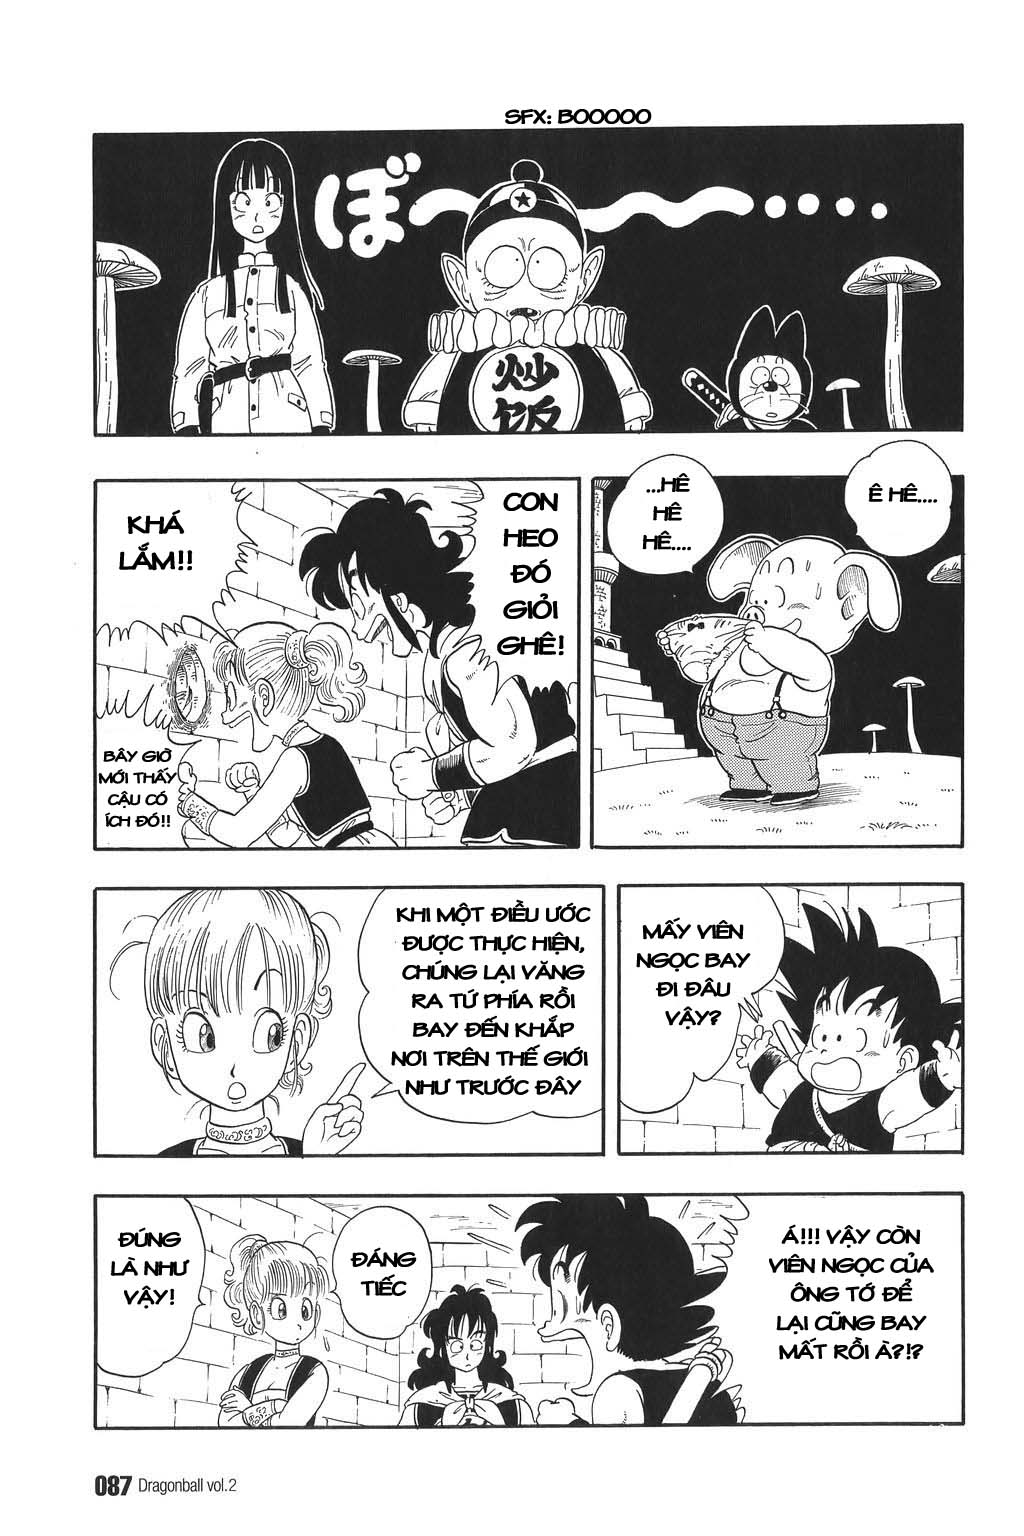 SFX: BOOOOO
ぼ〜〜〜・・・・・
炒
飯
Ê HÊ....
...HÊ
HÊ
HÊ....
CON
HEO
ĐÓ
GIỎI
GHÊ!
KHÁ
LẮM!!
BÂY GIỜ
MỚI THẤY
CẬU CÓ
ÍCH ĐÓ!!
MẤY VIÊN
NGỌC BAY
ĐI ĐÂU
VẬY?
KHI MỘT ĐIỀU ƯỚC
ĐƯỢC THỰC HIỆN,
CHÚNG LẠI VĂNG
RA TỨ PHÍA RỒI
BAY ĐẾN KHẮP
NƠI TRÊN THẾ GIỚI
NHƯ TRƯỚC ĐÂY
Á!!! VẬY CÒN
VIÊN NGỌC CỦA
ÔNG TỚ ĐỂ
LẠI CŨNG BAY
MẤT RỒI À?!?
ĐÁNG
TIẾC
ĐÚNG
LÀ NHƯ
VẬY!
087 Dragonball vol.2